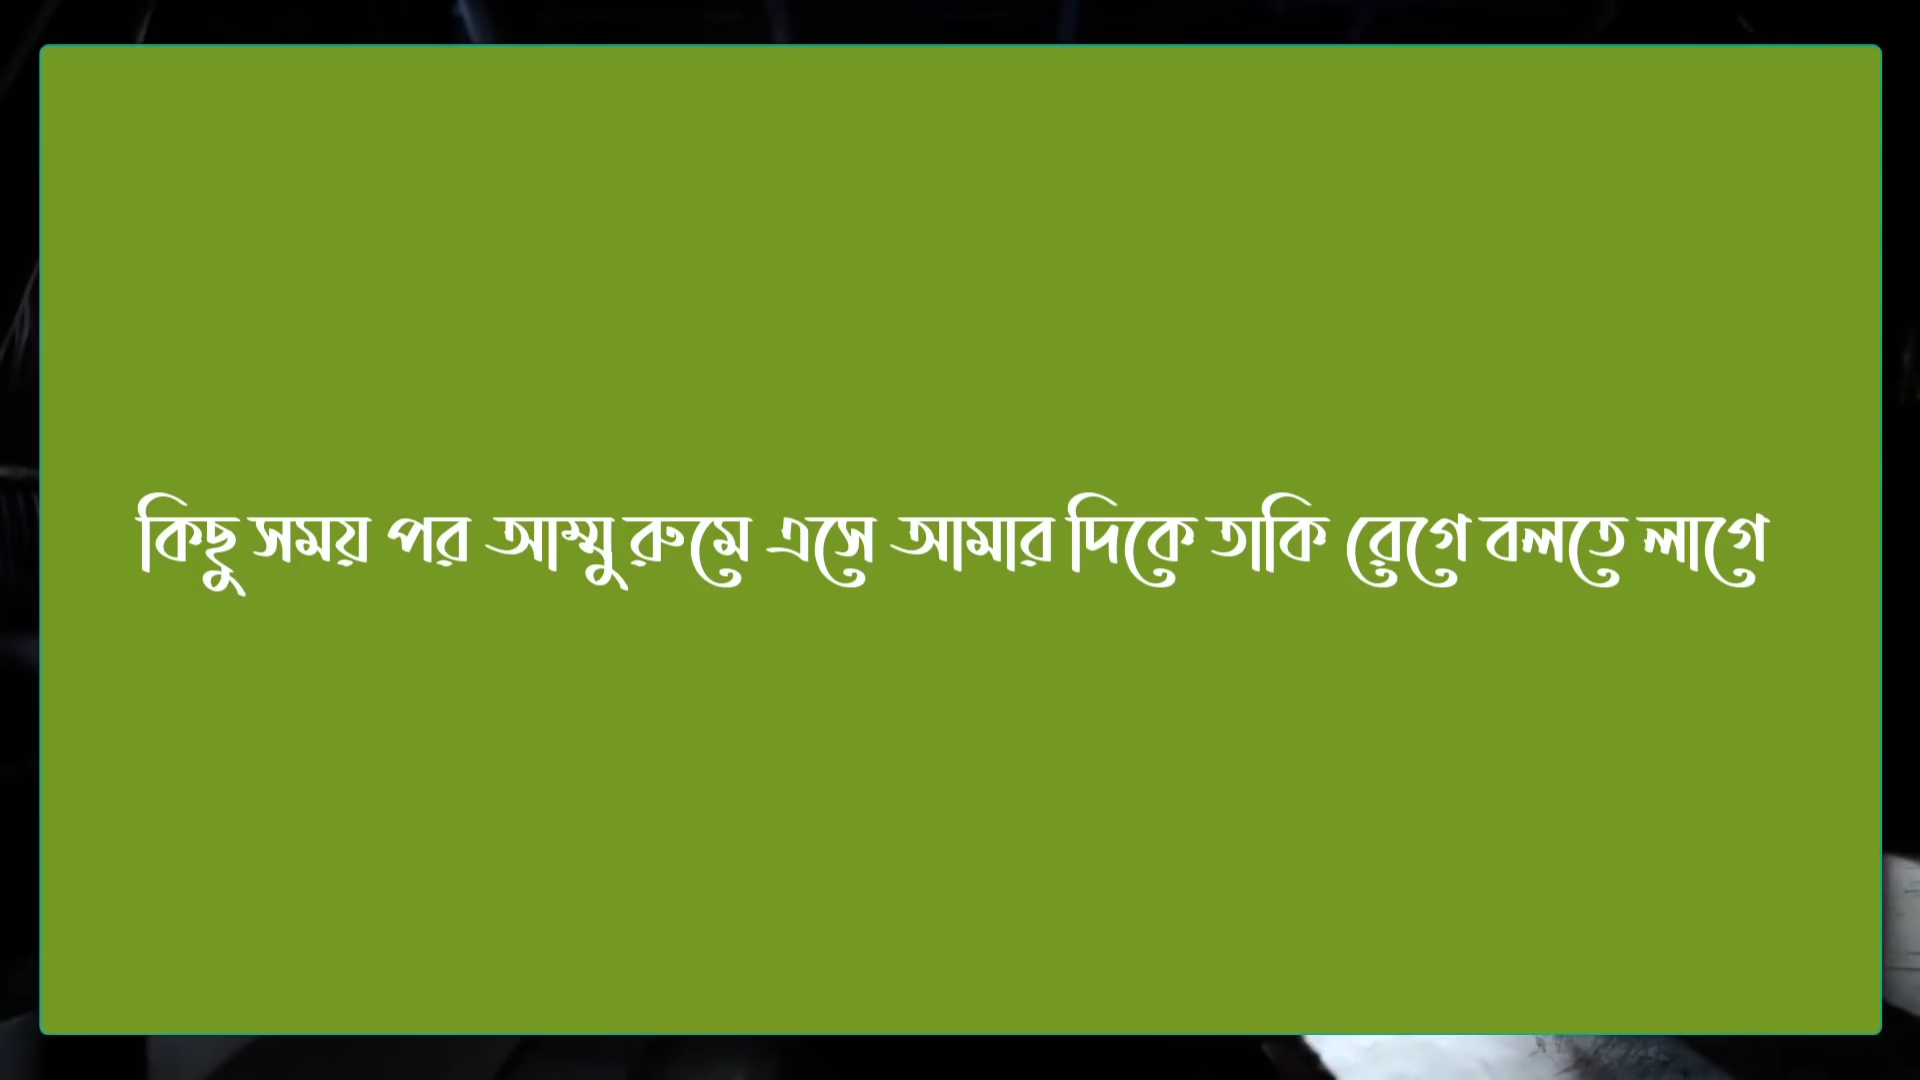 কিছু সময় পর আম্মু রুমে এসে আমার দিকে তাকি রেগে বলতে লাগে